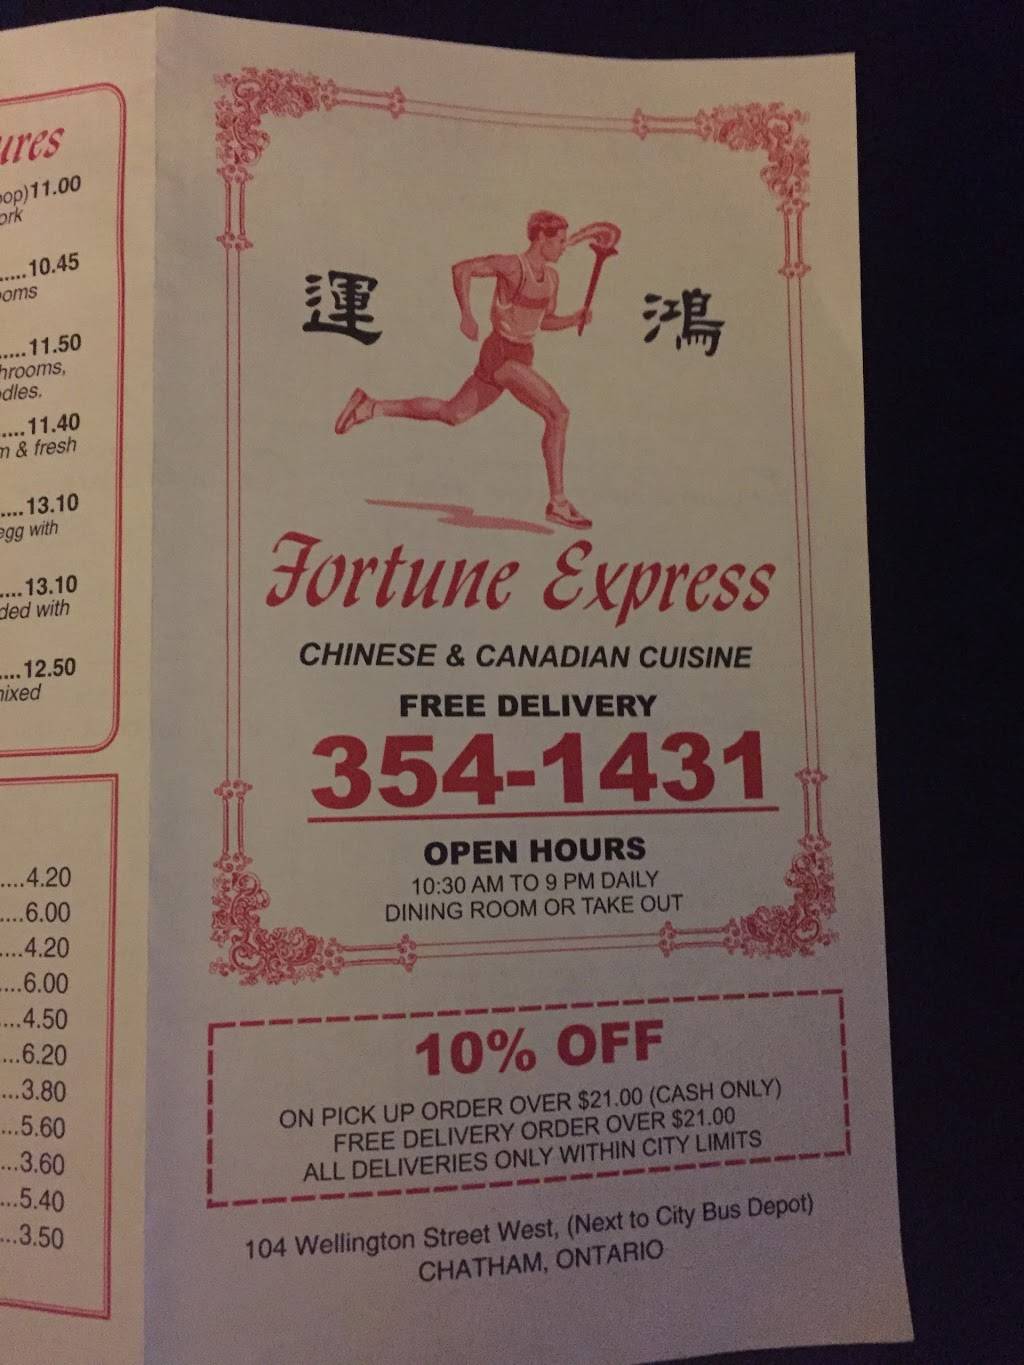 ures
oop)11.00
ork
.....10.45
ooms
.....11.50
hrooms,
odles.
....11.40
m & fresh
....13.10
egg with
....13.10
ded with
....12.50
mixed
....4.20
....6.00
....4.20
....6.00
....4.50
....6.20
...3.80
...5.60
...3.60
...5.40
...3.50
運 鴻
Fortune Express
CHINESE & CANADIAN CUISINE
FREE DELIVERY
354-1431
OPEN HOURS
10:30 AM TO 9 PM DAILY
DINING ROOM OR TAKE OUT
10% OFF
ON PICK UP ORDER OVER $21.00 (CASH ONLY)
FREE DELIVERY ORDER OVER $21.00
ALL DELIVERIES ONLY WITHIN CITY LIMITS
104 Wellington Street West, (Next to City Bus Depot)
CHATHAM, ONTARIO